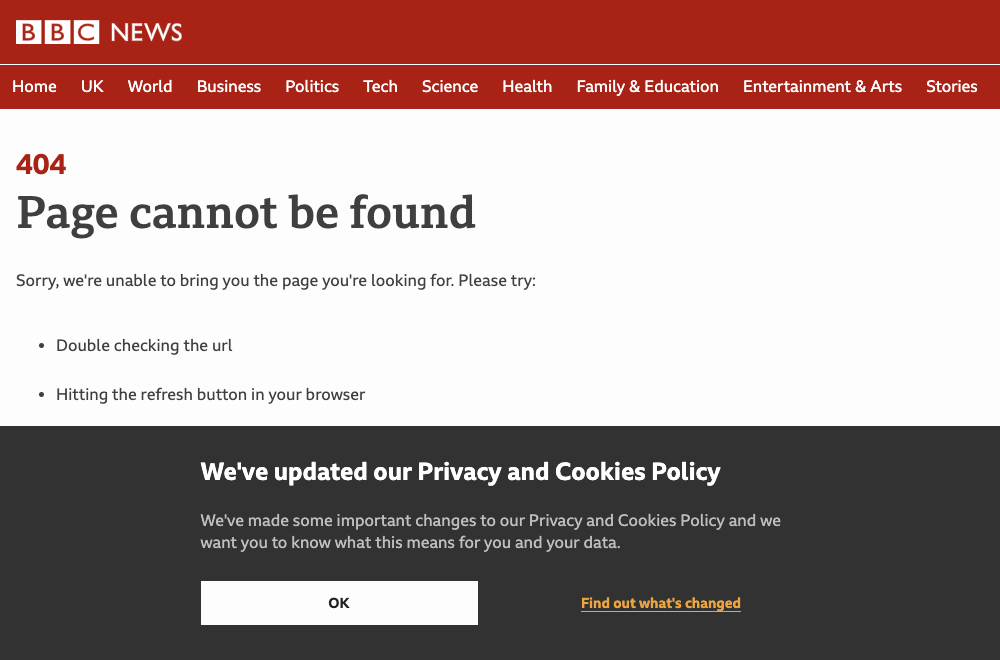 BBC NEWS
Home UK World Business Politics Tech Science Health Family & Education Entertainment & Arts Stories
404
Page cannot be found
Sorry, we're unable to bring you the page you're looking for. Please try:
• Double checking the url
• Hitting the refresh button in your browser
We've updated our Privacy and Cookies Policy
We've made some important changes to our Privacy and Cookies Policy and we
want you to know what this means for you and your data.
OK Find out what's changed